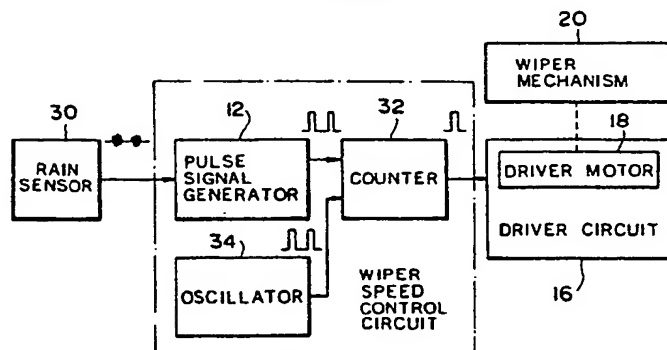 20
WIPER
MECHANISM
30
RAIN
SENSOR
12
PULSE
SIGNAL
GENERATOR
32
COUNTER
18
DRIVER MOTOR
DRIVER CIRCUIT
16
34
OSCILLATOR
WIPER
SPEED
CONTROL
CIRCUIT